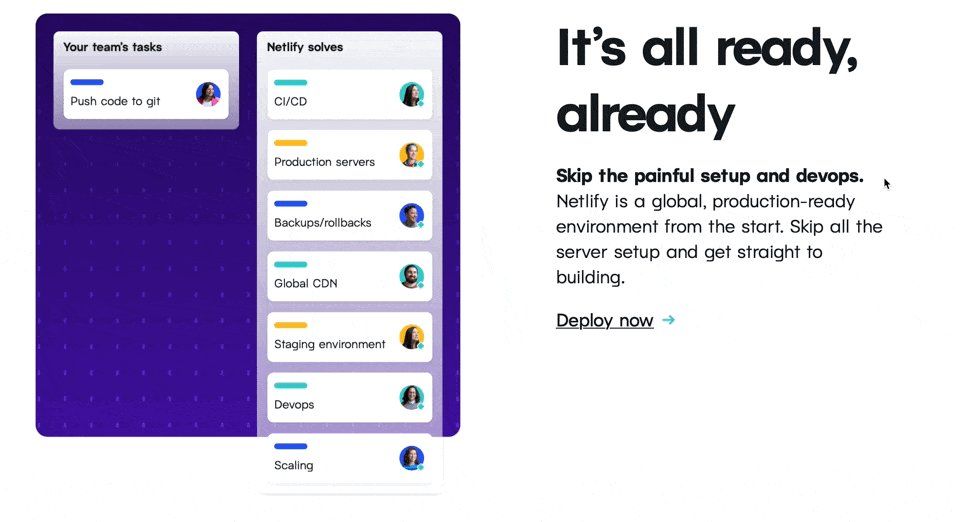 Your team's tasks
Push code to git
Netlify solves
CI/CD
Production servers
Backups/rollbacks
Global CDN
Staging environment
Devops
Scaling
It’s all ready,
already
Skip the painful setup and devops.
Netlify is a global, production-ready
environment from the start. Skip all the
server setup and get straight to
building.
Deploy now →